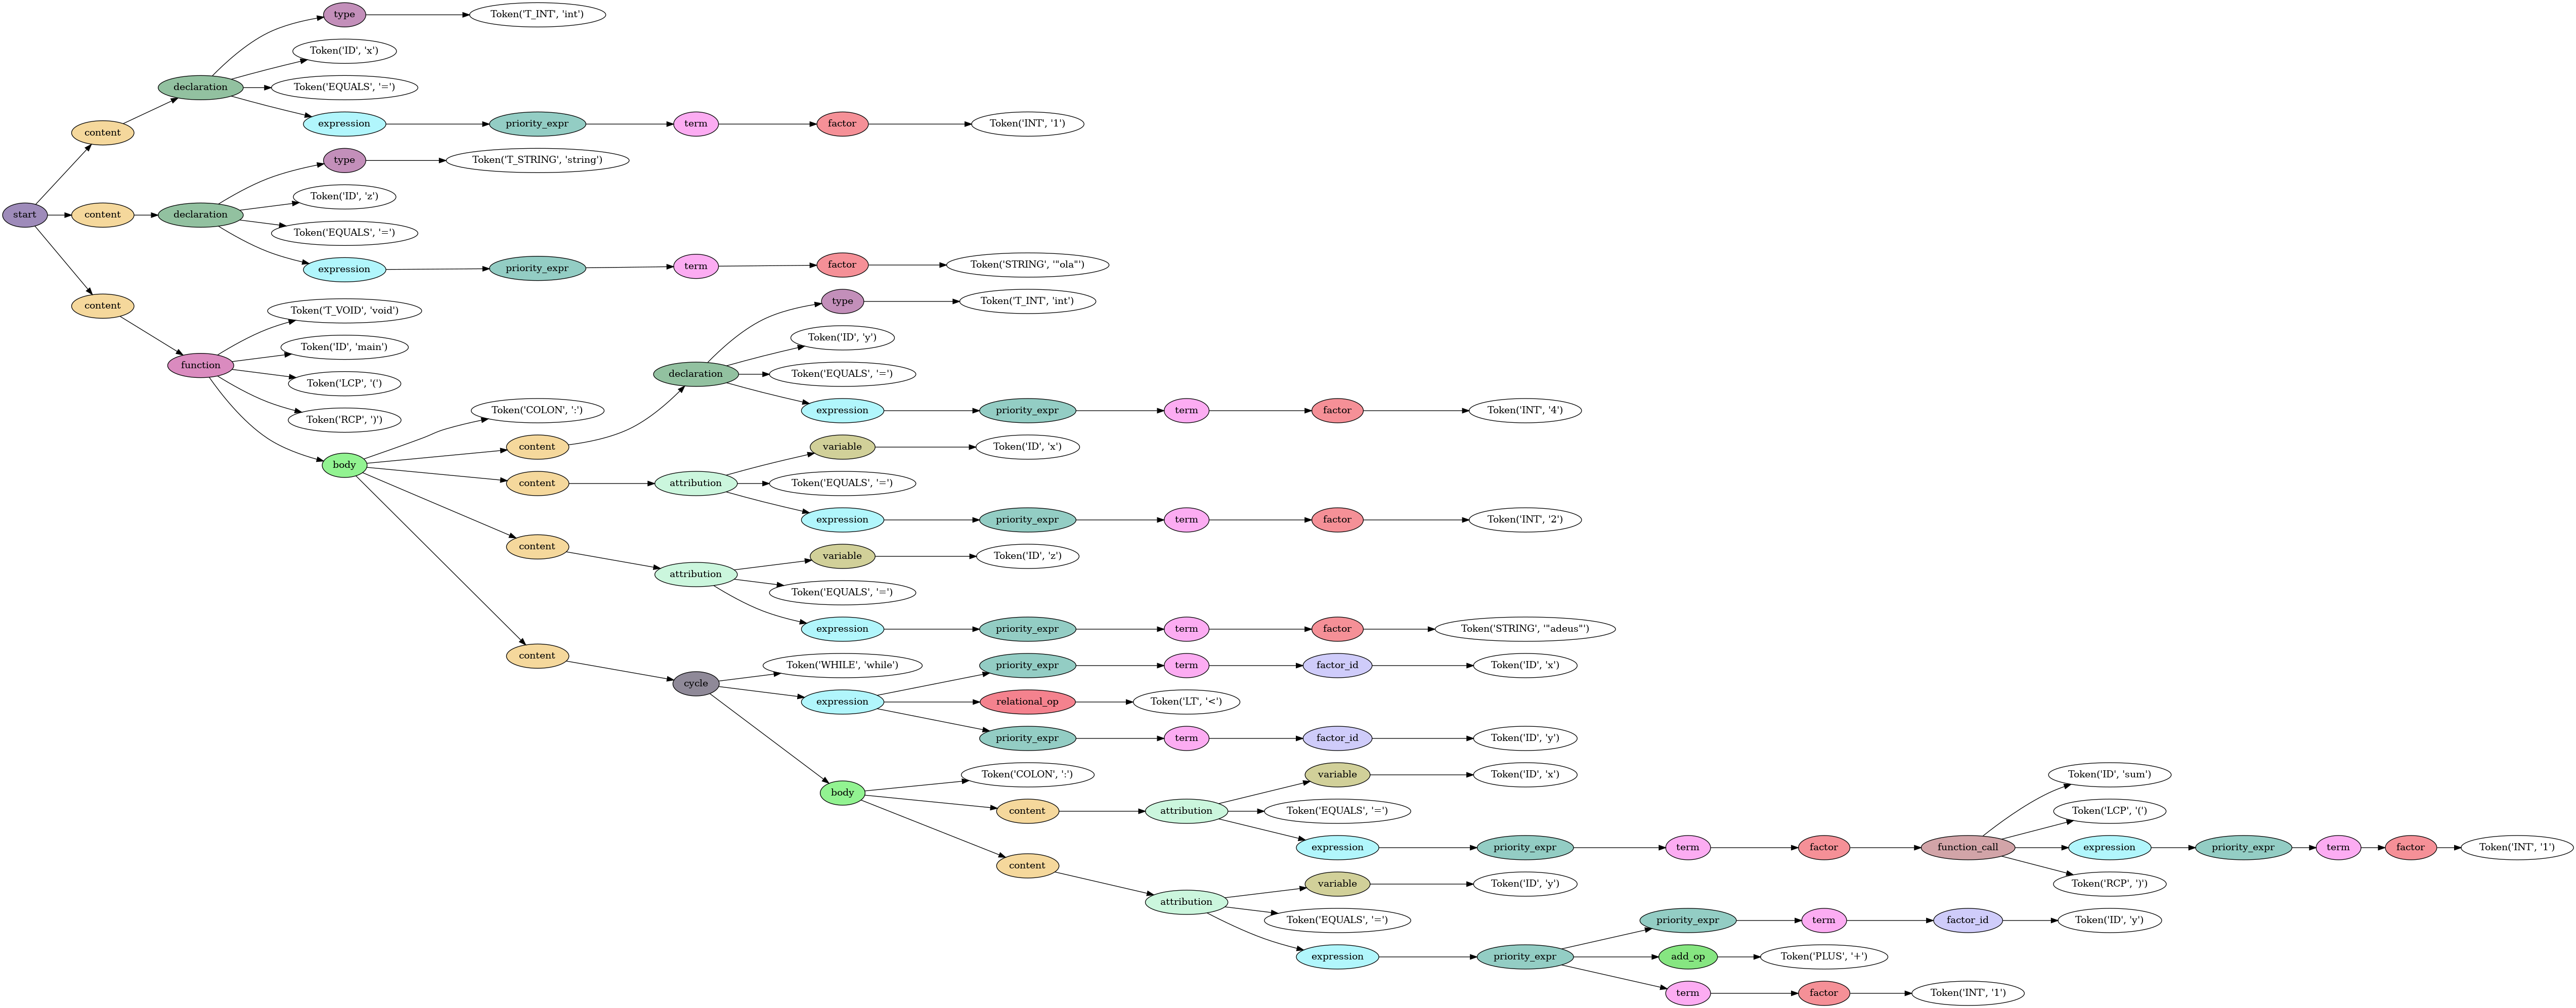 type
Token('T_INT', 'int')
Token('ID', 'x')
declaration
Token('EQUALS', '=')
expression
priority_expr
term
factor
Token('INT', '1')
content
type
Token('T_STRING', 'string')
Token('ID', 'z')
start
content
declaration
Token('EQUALS', '=')
expression
priority_expr
term
factor
Token('STRING', '"ola"')
content
function
Token('T_VOID', 'void')
Token('ID', 'main')
Token('LCP', '(')
Token('RCP', ')')
body
Token('COLON', ':')
content
declaration
type
Token('T_INT', 'int')
Token('ID', 'y')
Token('EQUALS', '=')
expression
priority_expr
term
factor
Token('INT', '4')
content
attribution
variable
Token('ID', 'x')
Token('EQUALS', '=')
expression
priority_expr
term
factor
Token('INT', '2')
content
attribution
variable
Token('ID', 'z')
Token('EQUALS', '=')
expression
priority_expr
term
factor
Token('STRING', '"adeus"')
content
cycle
Token('WHILE', 'while')
expression
priority_expr
term
factor_id
Token('ID', 'x')
relational_op
Token('LT', '<')
priority_expr
term
factor_id
Token('ID', 'y')
body
Token('COLON', ':')
content
attribution
variable
Token('ID', 'x')
Token('EQUALS', '=')
expression
priority_expr
term
factor
function_call
Token('ID', 'sum')
Token('LCP', '(')
expression
priority_expr
term
factor
Token('INT', '1')
Token('RCP', ')')
content
attribution
variable
Token('ID', 'y')
Token('EQUALS', '=')
expression
priority_expr
priority_expr
term
factor_id
Token('ID', 'y')
add_op
Token('PLUS', '+')
term
factor
Token('INT', '1')